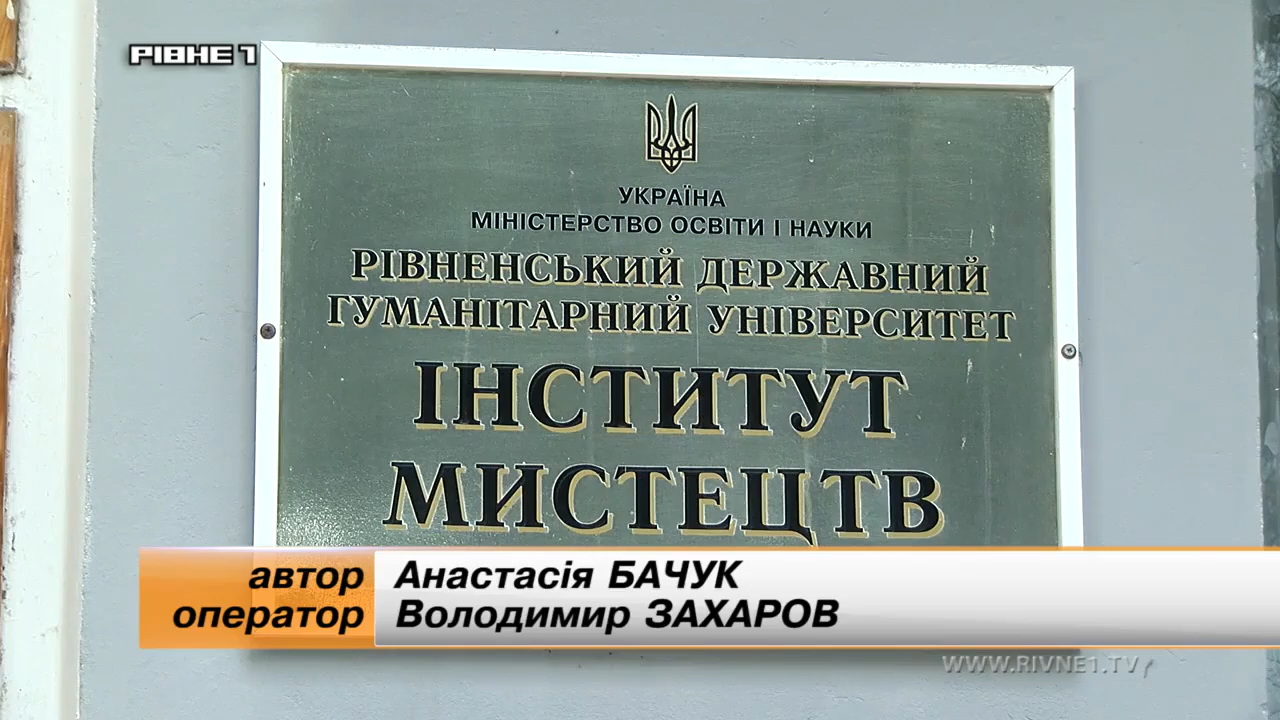 РІВНЕ 1
УКРАЇНА
МІНІСТЕРСТВО ОСВІТИ І НАУКИ
РІВНЕНСЬКИЙ ДЕРЖАВНИЙ
ГУМАНІТАРНИЙ УНІВЕРСИТЕТ
ІНСТИТУТ
МИСТЕЦТВ
автор Анастасія БАЧУК
оператор Володимир ЗАХАРОВ
WWW.RIVNE1.TV